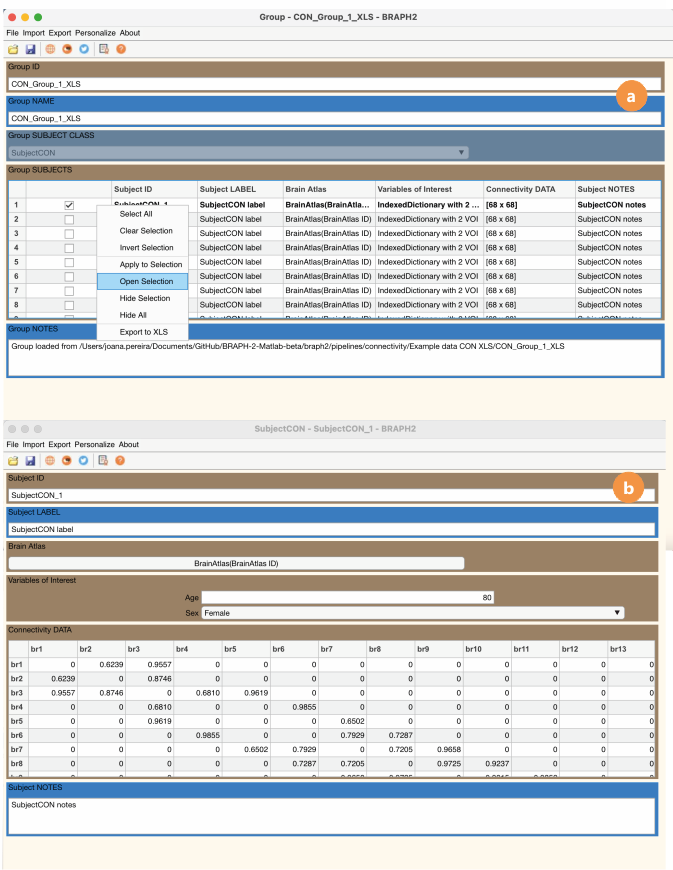 Group - CON_Group_1_XLS - BRAPH2
File Import Export Personalize About
Group ID
CON_Group_1_XLS
a
Group NAME
CON_Group_1_XLS
Group SUBJECT CLASS
SubjectCON
Group SUBJECTS
Subject ID Subject LABEL Brain Atlas Variables of Interest Connectivity DATA Subject NOTES
1 SubjectCON_1 SubjectCON label BrainAtlas(BrainAtla... IndexedDictionary with 2 ... [68 x 68] SubjectCON notes
2 SubjectCON label BrainAtlas(BrainAtlas ID) IndexedDictionary with 2 VOI [68 x 68] SubjectCON notes
3 SubjectCON label BrainAtlas(BrainAtlas ID) IndexedDictionary with 2 VOI [68 x 68] SubjectCON notes
4 SubjectCON label BrainAtlas(BrainAtlas ID) IndexedDictionary with 2 VOI [68 x 68] SubjectCON notes
5 SubjectCON label BrainAtlas(BrainAtlas ID) IndexedDictionary with 2 VOI [68 x 68] SubjectCON notes
6 SubjectCON label BrainAtlas(BrainAtlas ID) IndexedDictionary with 2 VOI [68 x 68] SubjectCON notes
7 SubjectCON label BrainAtlas(BrainAtlas ID) IndexedDictionary with 2 VOI [68 x 68] SubjectCON notes
8 SubjectCON label BrainAtlas(BrainAtlas ID) IndexedDictionary with 2 VOI [68 x 68] SubjectCON notes
Select All
Clear Selection
Invert Selection
Apply to Selection
Open Selection
Hide Selection
Hide All
Export to XLS
Group NOTES
Group loaded from /Users/joana.pereira/Documents/GitHub/BRAPH-2-Matlab-beta/braph2/pipelines/connectivity/Example data CON XLS/CON_Group_1_XLS
SubjectCON - SubjectCON_1 - BRAPH2
File Import Export Personalize About
Subject ID
SubjectCON_1
b
Subject LABEL
SubjectCON label
Brain Atlas
BrainAtlas(BrainAtlas ID)
Variables of Interest
Age 80
Sex Female
Connectivity DATA
br1 br2 br3 br4 br5 br6 br7 br8 br9 br10 br11 br12 br13
br1 0 0.6239 0.9557 0 0 0 0 0 0 0 0 0 0
br2 0.6239 0 0.8746 0 0 0 0 0 0 0 0 0 0
br3 0.9557 0.8746 0 0.6810 0.9619 0 0 0 0 0 0 0 0
br4 0 0 0.6810 0 0 0.9855 0 0 0 0 0 0 0
br5 0 0 0.9619 0 0 0 0.6502 0 0 0 0 0 0
br6 0 0 0 0.9855 0 0 0.7929 0.7287 0 0 0 0 0
br7 0 0 0 0 0.6502 0.7929 0 0.7205 0.9658 0 0 0 0
br8 0 0 0 0 0 0.7287 0.7205 0 0.9725 0.9237 0 0 0
Subject NOTES
SubjectCON notes